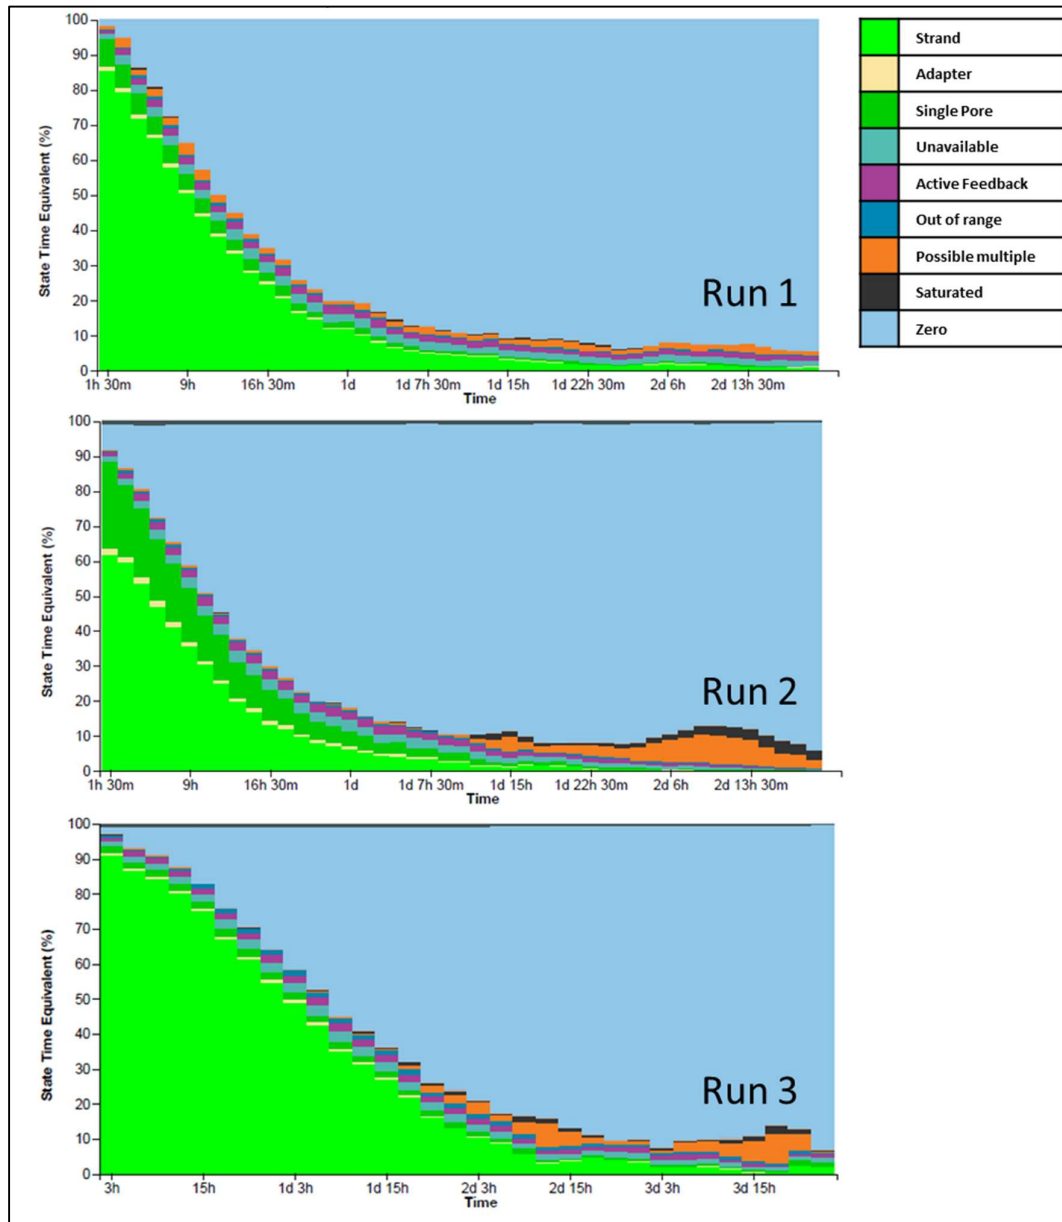 100
90
80
70
60
50
40
30
20
10
0
State Time Equivalent (%)
1h 30m 9h 16h 30m 1d 1d 7h 30m 1d 15h 1d 22h 30m 2d 6h 2d 13h 30m
Time
Run 1
Strand
Adapter
Single Pore
Unavailable
Active Feedback
Out of range
Possible multiple
Saturated
Zero
100
90
80
70
60
50
40
30
20
10
0
State Time Equivalent (%)
1h 30m 9h 16h 30m 1d 1d 7h 30m 1d 15h 1d 22h 30m 2d 6h 2d 13h 30m
Time
Run 2
100
90
80
70
60
50
40
30
20
10
0
State Time Equivalent (%)
3h 15h 1d 3h 1d 15h 2d 3h 2d 15h 3d 3h 3d 15h
Time
Run 3